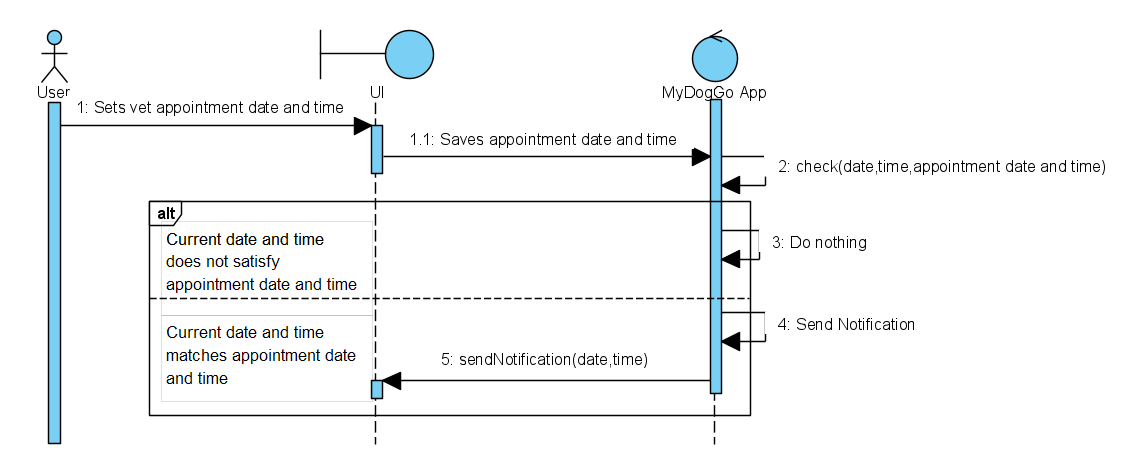 User
UI
MyDogGo App
1: Sets vet appointment date and time
1.1: Saves appointment date and time
2: check(date,time,appointment date and time)
alt
Current date and time
does not satisfy
appointment date and time
3: Do nothing
Current date and time
matches appointment date
and time
4: Send Notification
5: sendNotification(date,time)